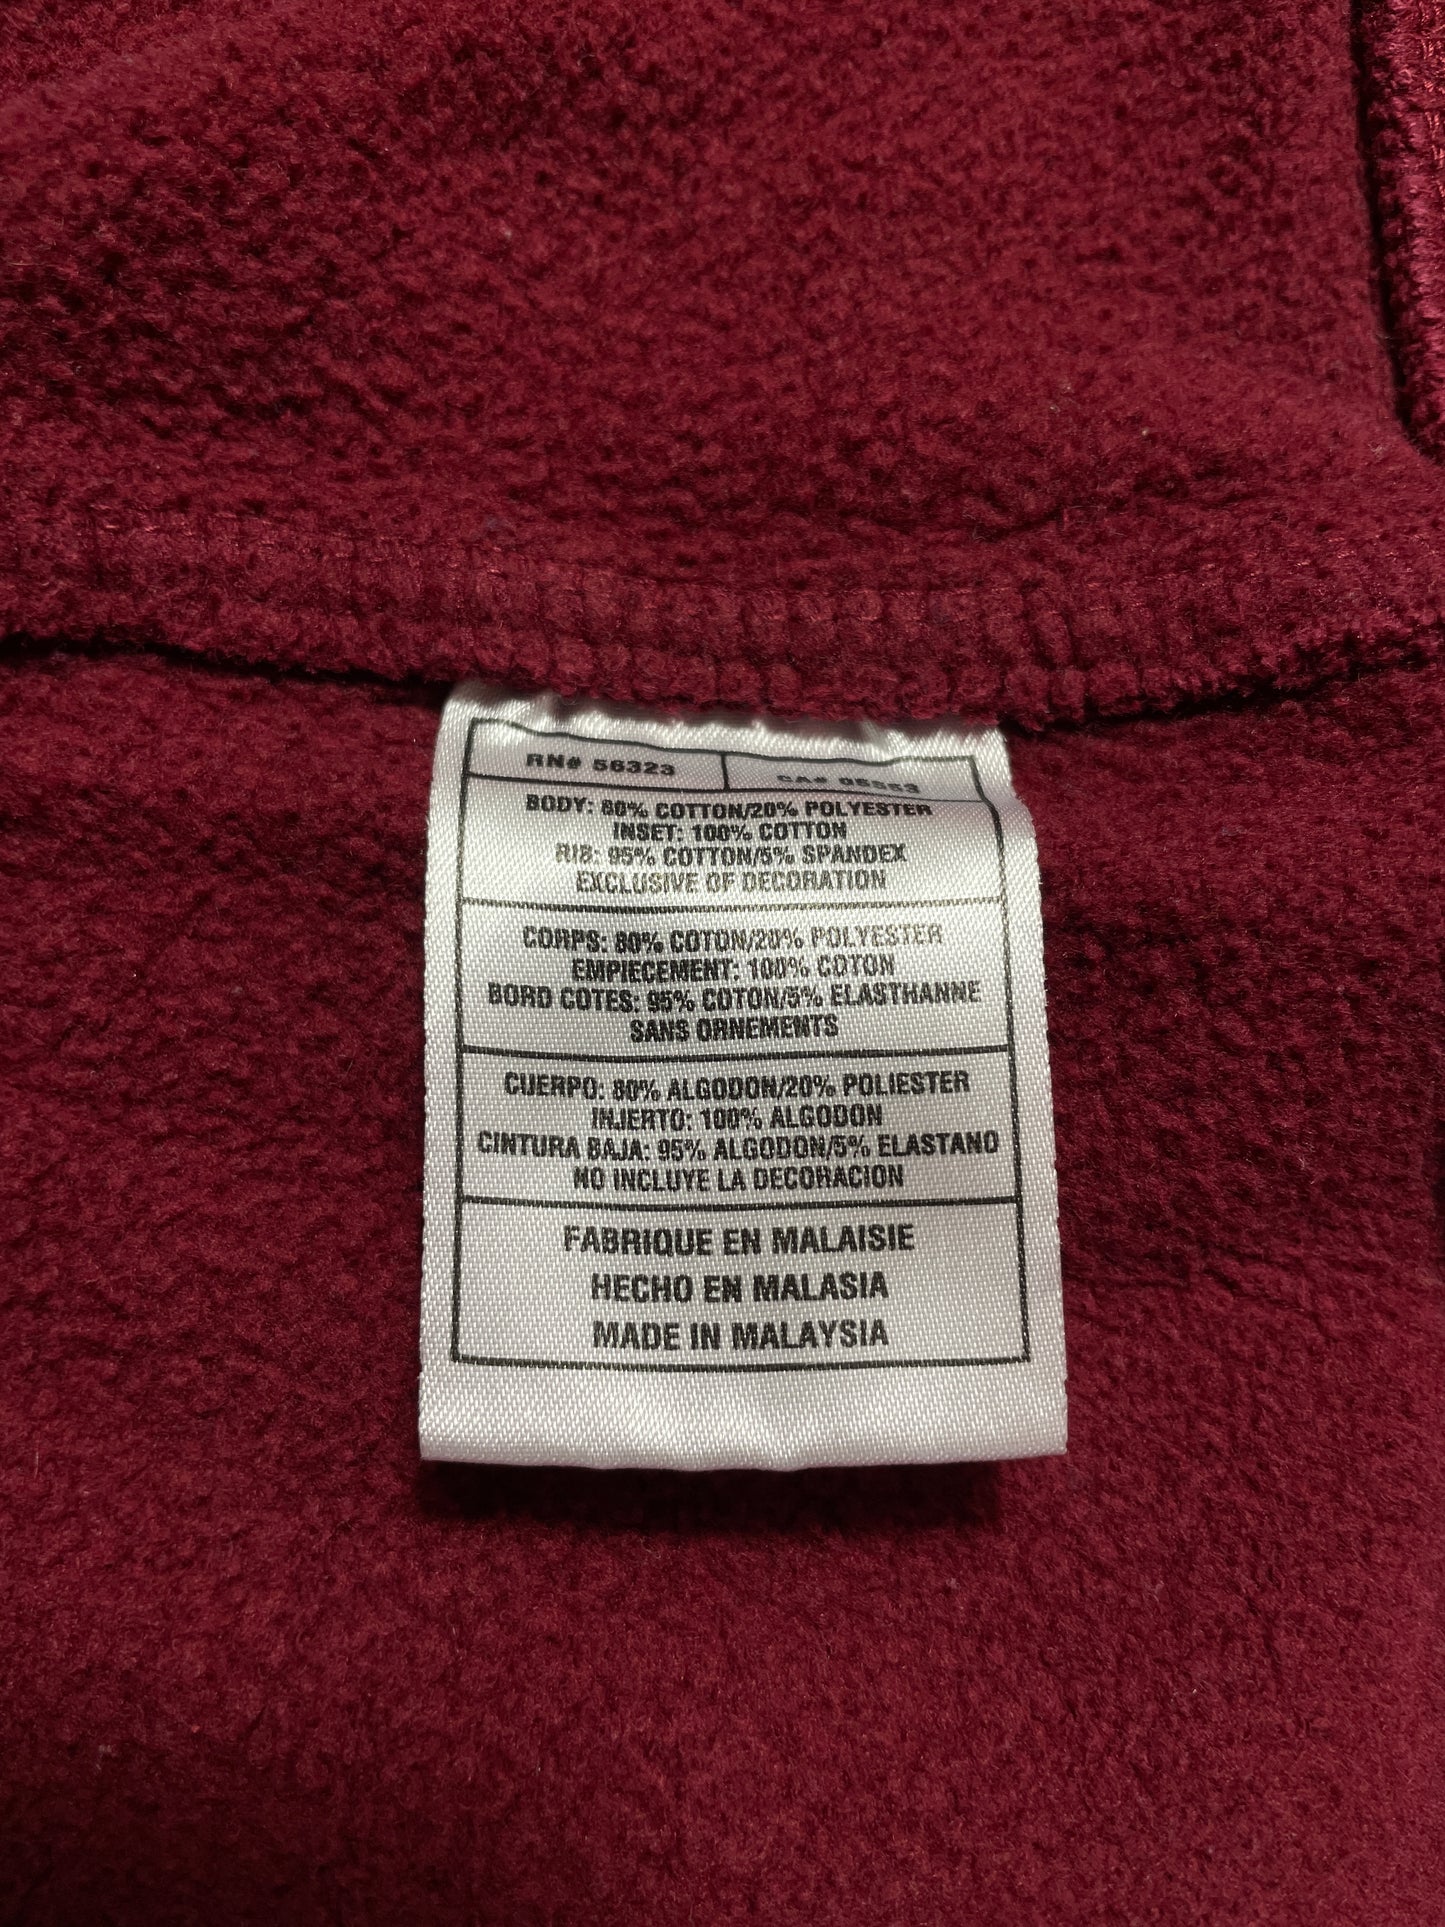 RN# 56323
CA# 05553
BODY: 80% COTTON/20% POLYESTER
INSET: 100% COTTON
RIB: 95% COTTON/5% SPANDEX
EXCLUSIVE OF DECORATION
CORPS: 80% COTON/20% POLYESTER
EMPIECEMENT: 100% COTON
BORD COTES: 95% COTON/5% ELASTHANNE
SANS ORNEMENTS
CUERPO: 80% ALGODON/20% POLIESTER
INJERTO: 100% ALGODON
CINTURA BAJA: 95% ALGODON/5% ELASTANO
NO INCLUYE LA DECORACION
FABRIQUE EN MALAISIE
HECHO EN MALASIA
MADE IN MALAYSIA